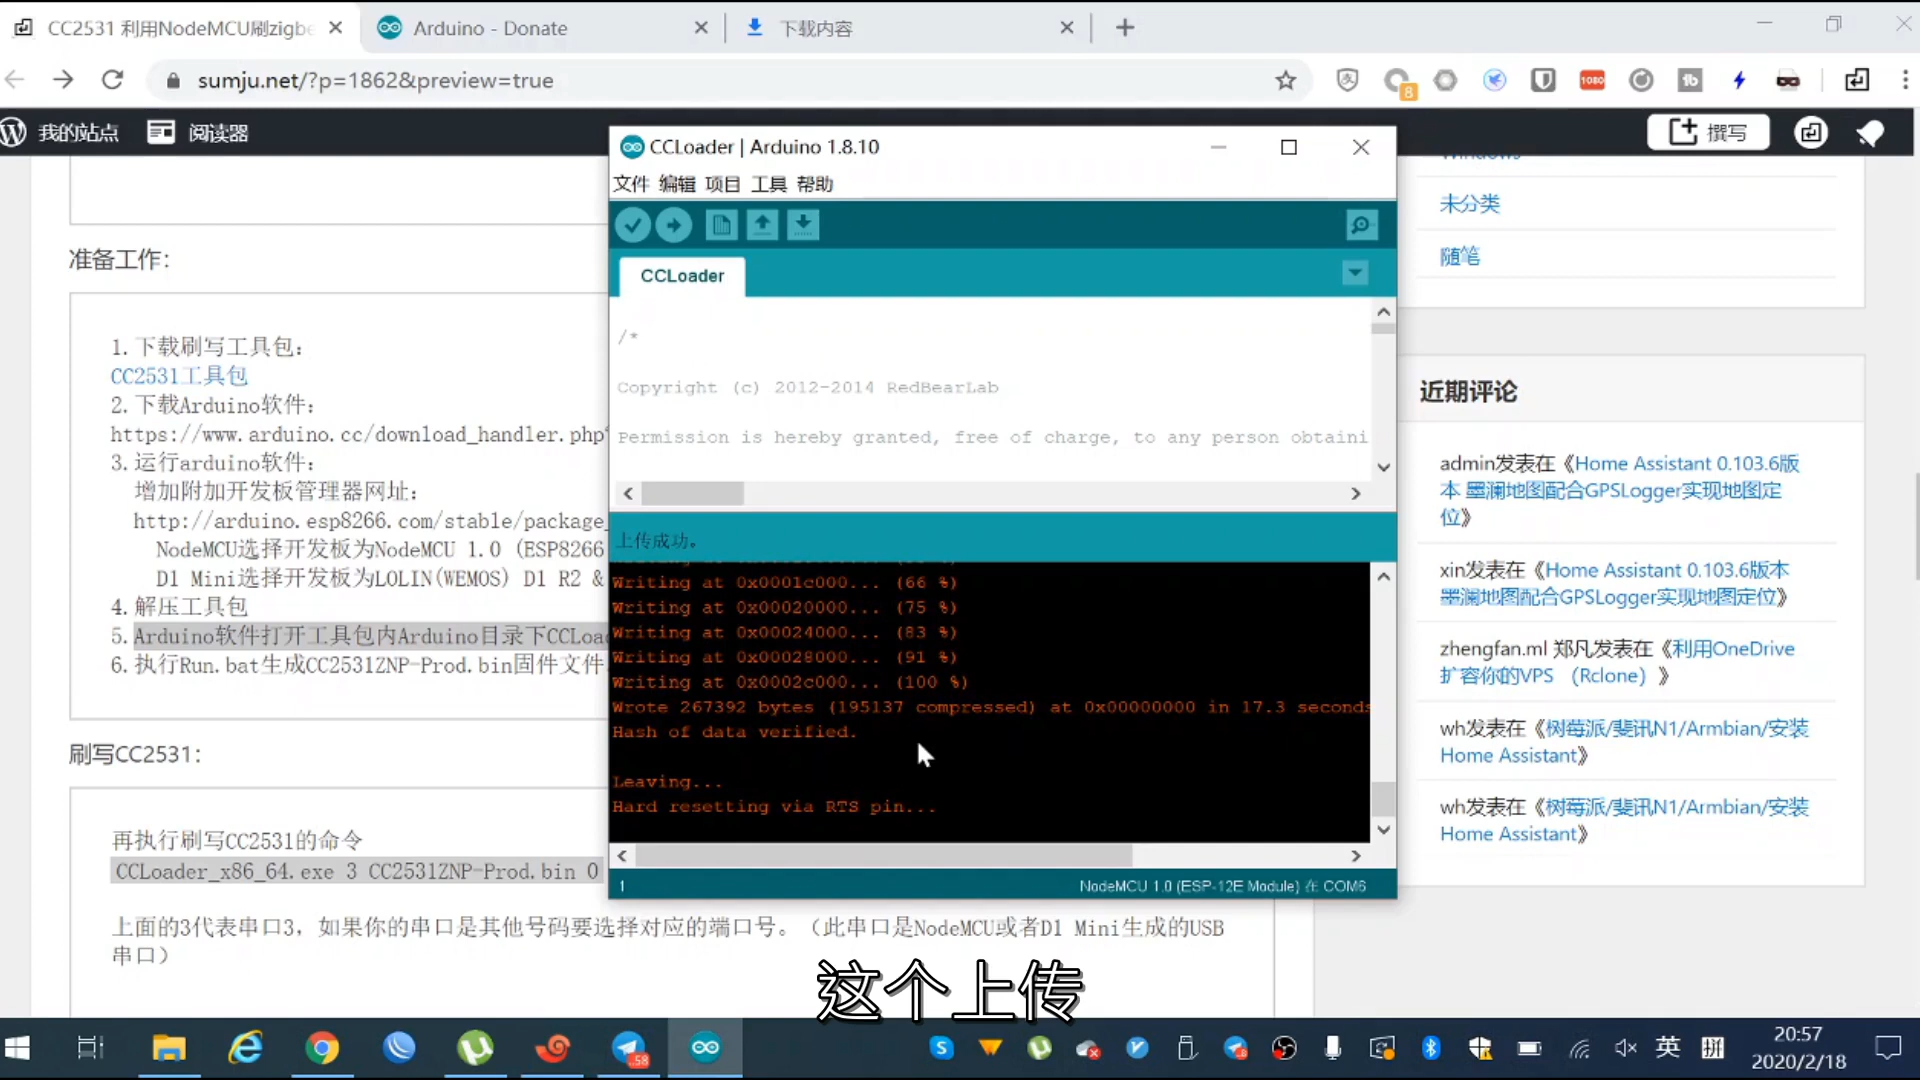 CC2531 利用NodeMCU刷zigbe
Arduino - Donate
下载内容
sumju.net/?p=1862&preview=true
8
1080
我的站点
阅读器
撰写
准备工作：
1. 下载刷写工具包：
CC2531工具包
2. 下载Arduino软件：
https://www.arduino.cc/download_handler.php
3. 运行arduino软件：
增加附加开发板管理器网址：
http://arduino.esp8266.com/stable/package_
NodeMCU选择开发板为NodeMCU 1.0 (ESP8266
D1 Mini选择开发板为LOLIN(WEMOS) D1 R2 &
4. 解压工具包
5. Arduino软件打开工具包内Arduino目录下CCLoa
6. 执行Run.bat生成CC2531ZNP-Prod.bin固件文件
刷写CC2531：
再执行刷写CC2531的命令
CCLoader_x86_64.exe 3 CC2531ZNP-Prod.bin 0
上面的3代表串口3，如果你的串口是其他号码要选择对应的端口号。（此串口是NodeMCU或者D1 Mini生成的USB
串口）
CCLoader | Arduino 1.8.10
文件 编辑 项目 工具 帮助
CCLoader
/*
Copyright (c) 2012-2014 RedBearLab
Permission is hereby granted, free of charge, to any person obtaini
上传成功。
Writing at 0x0001c000... (66 %)
Writing at 0x00020000... (75 %)
Writing at 0x00024000... (83 %)
Writing at 0x00028000... (91 %)
Writing at 0x0002c000... (100 %)
Wrote 267392 bytes (195137 compressed) at 0x00000000 in 17.3 seconds
Hash of data verified.
Leaving...
Hard resetting via RTS pin...
1
NodeMCU 1.0 (ESP-12E Module) 在 COM6
Windows
未分类
随笔
近期评论
admin发表在《Home Assistant 0.103.6版
本 墨澜地图配合GPSLogger实现地图定
位》
xin发表在《Home Assistant 0.103.6版本
墨澜地图配合GPSLogger实现地图定位》
zhengfan.ml 郑凡发表在《利用OneDrive
扩容你的VPS （Rclone）》
wh发表在《树莓派/斐讯N1/Armbian/安装
Home Assistant》
wh发表在《树莓派/斐讯N1/Armbian/安装
Home Assistant》
这个上传
58
英
拼
20:57
2020/2/18